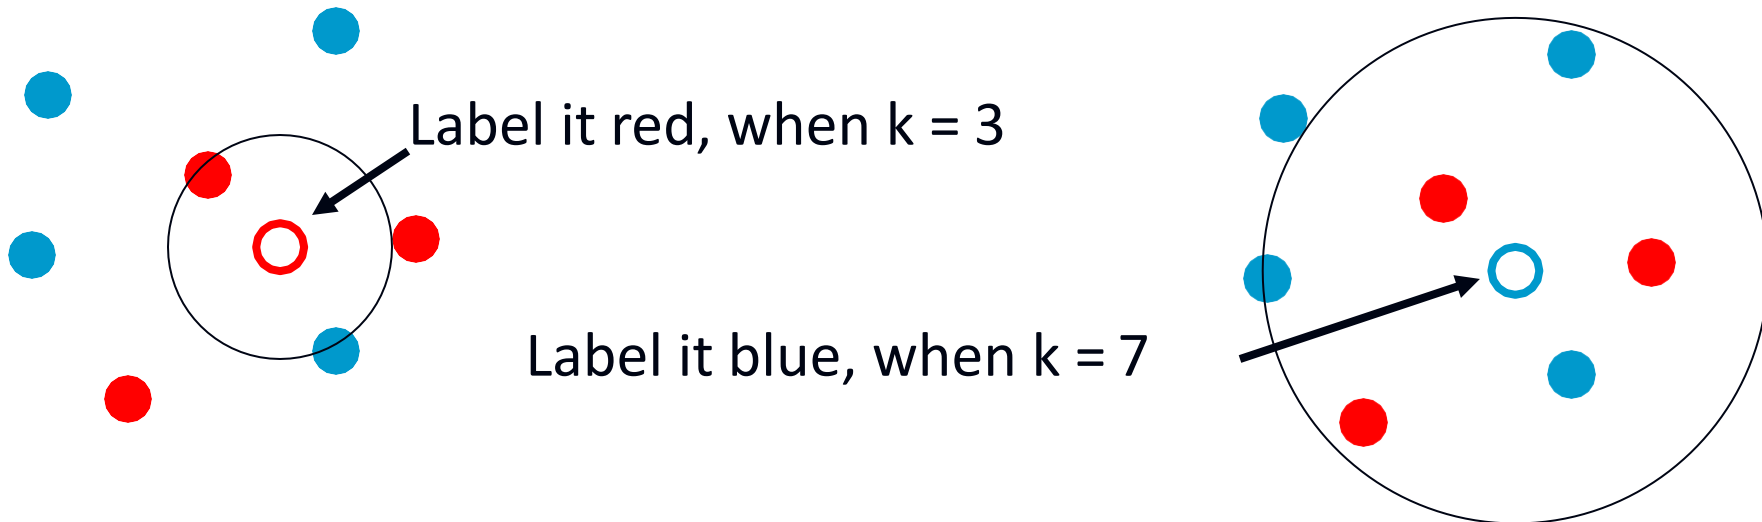 Label it red, when k = 3
Label it blue, when k = 7